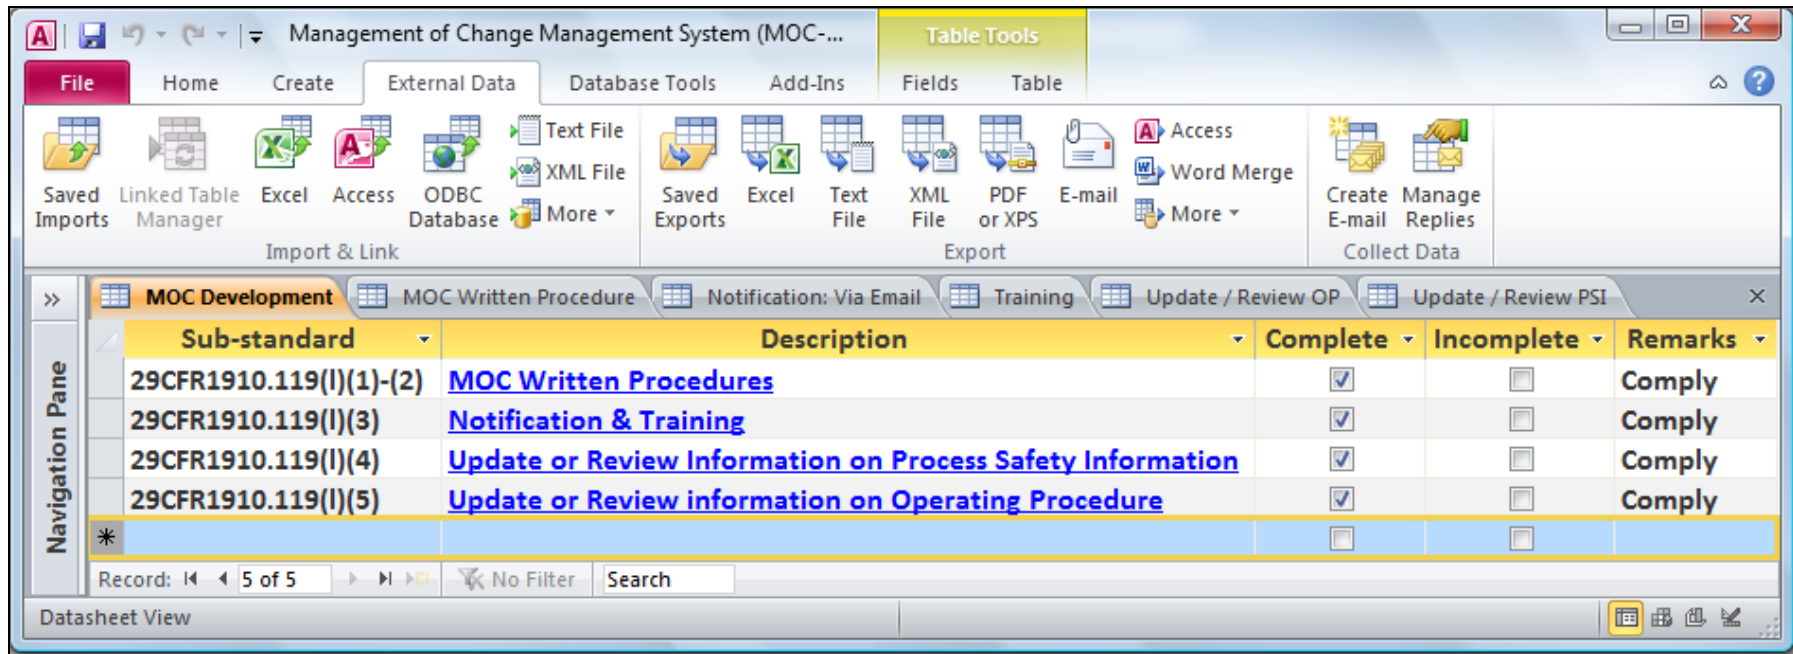 Management of Change Management System (MOC-...
Table Tools
File Home Create External Data Database Tools Add-Ins Fields Table
Saved Imports
Linked Table Manager
Excel
Access
ODBC Database
Text File
XML File
More
Import & Link
Saved Exports
Excel
Text File
XML File
PDF or XPS
E-mail
Access
Word Merge
More
Export
Create E-mail
Manage Replies
Collect Data
Navigation Pane
MOC Development MOC Written Procedure Notification: Via Email Training Update / Review OP Update / Review PSI
Sub-standard Description Complete Incomplete Remarks
29CFR1910.119(l)(1)-(2) MOC Written Procedures Comply
29CFR1910.119(l)(3) Notification & Training Comply
29CFR1910.119(l)(4) Update or Review Information on Process Safety Information Comply
29CFR1910.119(l)(5) Update or Review information on Operating Procedure Comply
Record: 5 of 5 No Filter Search
Datasheet View